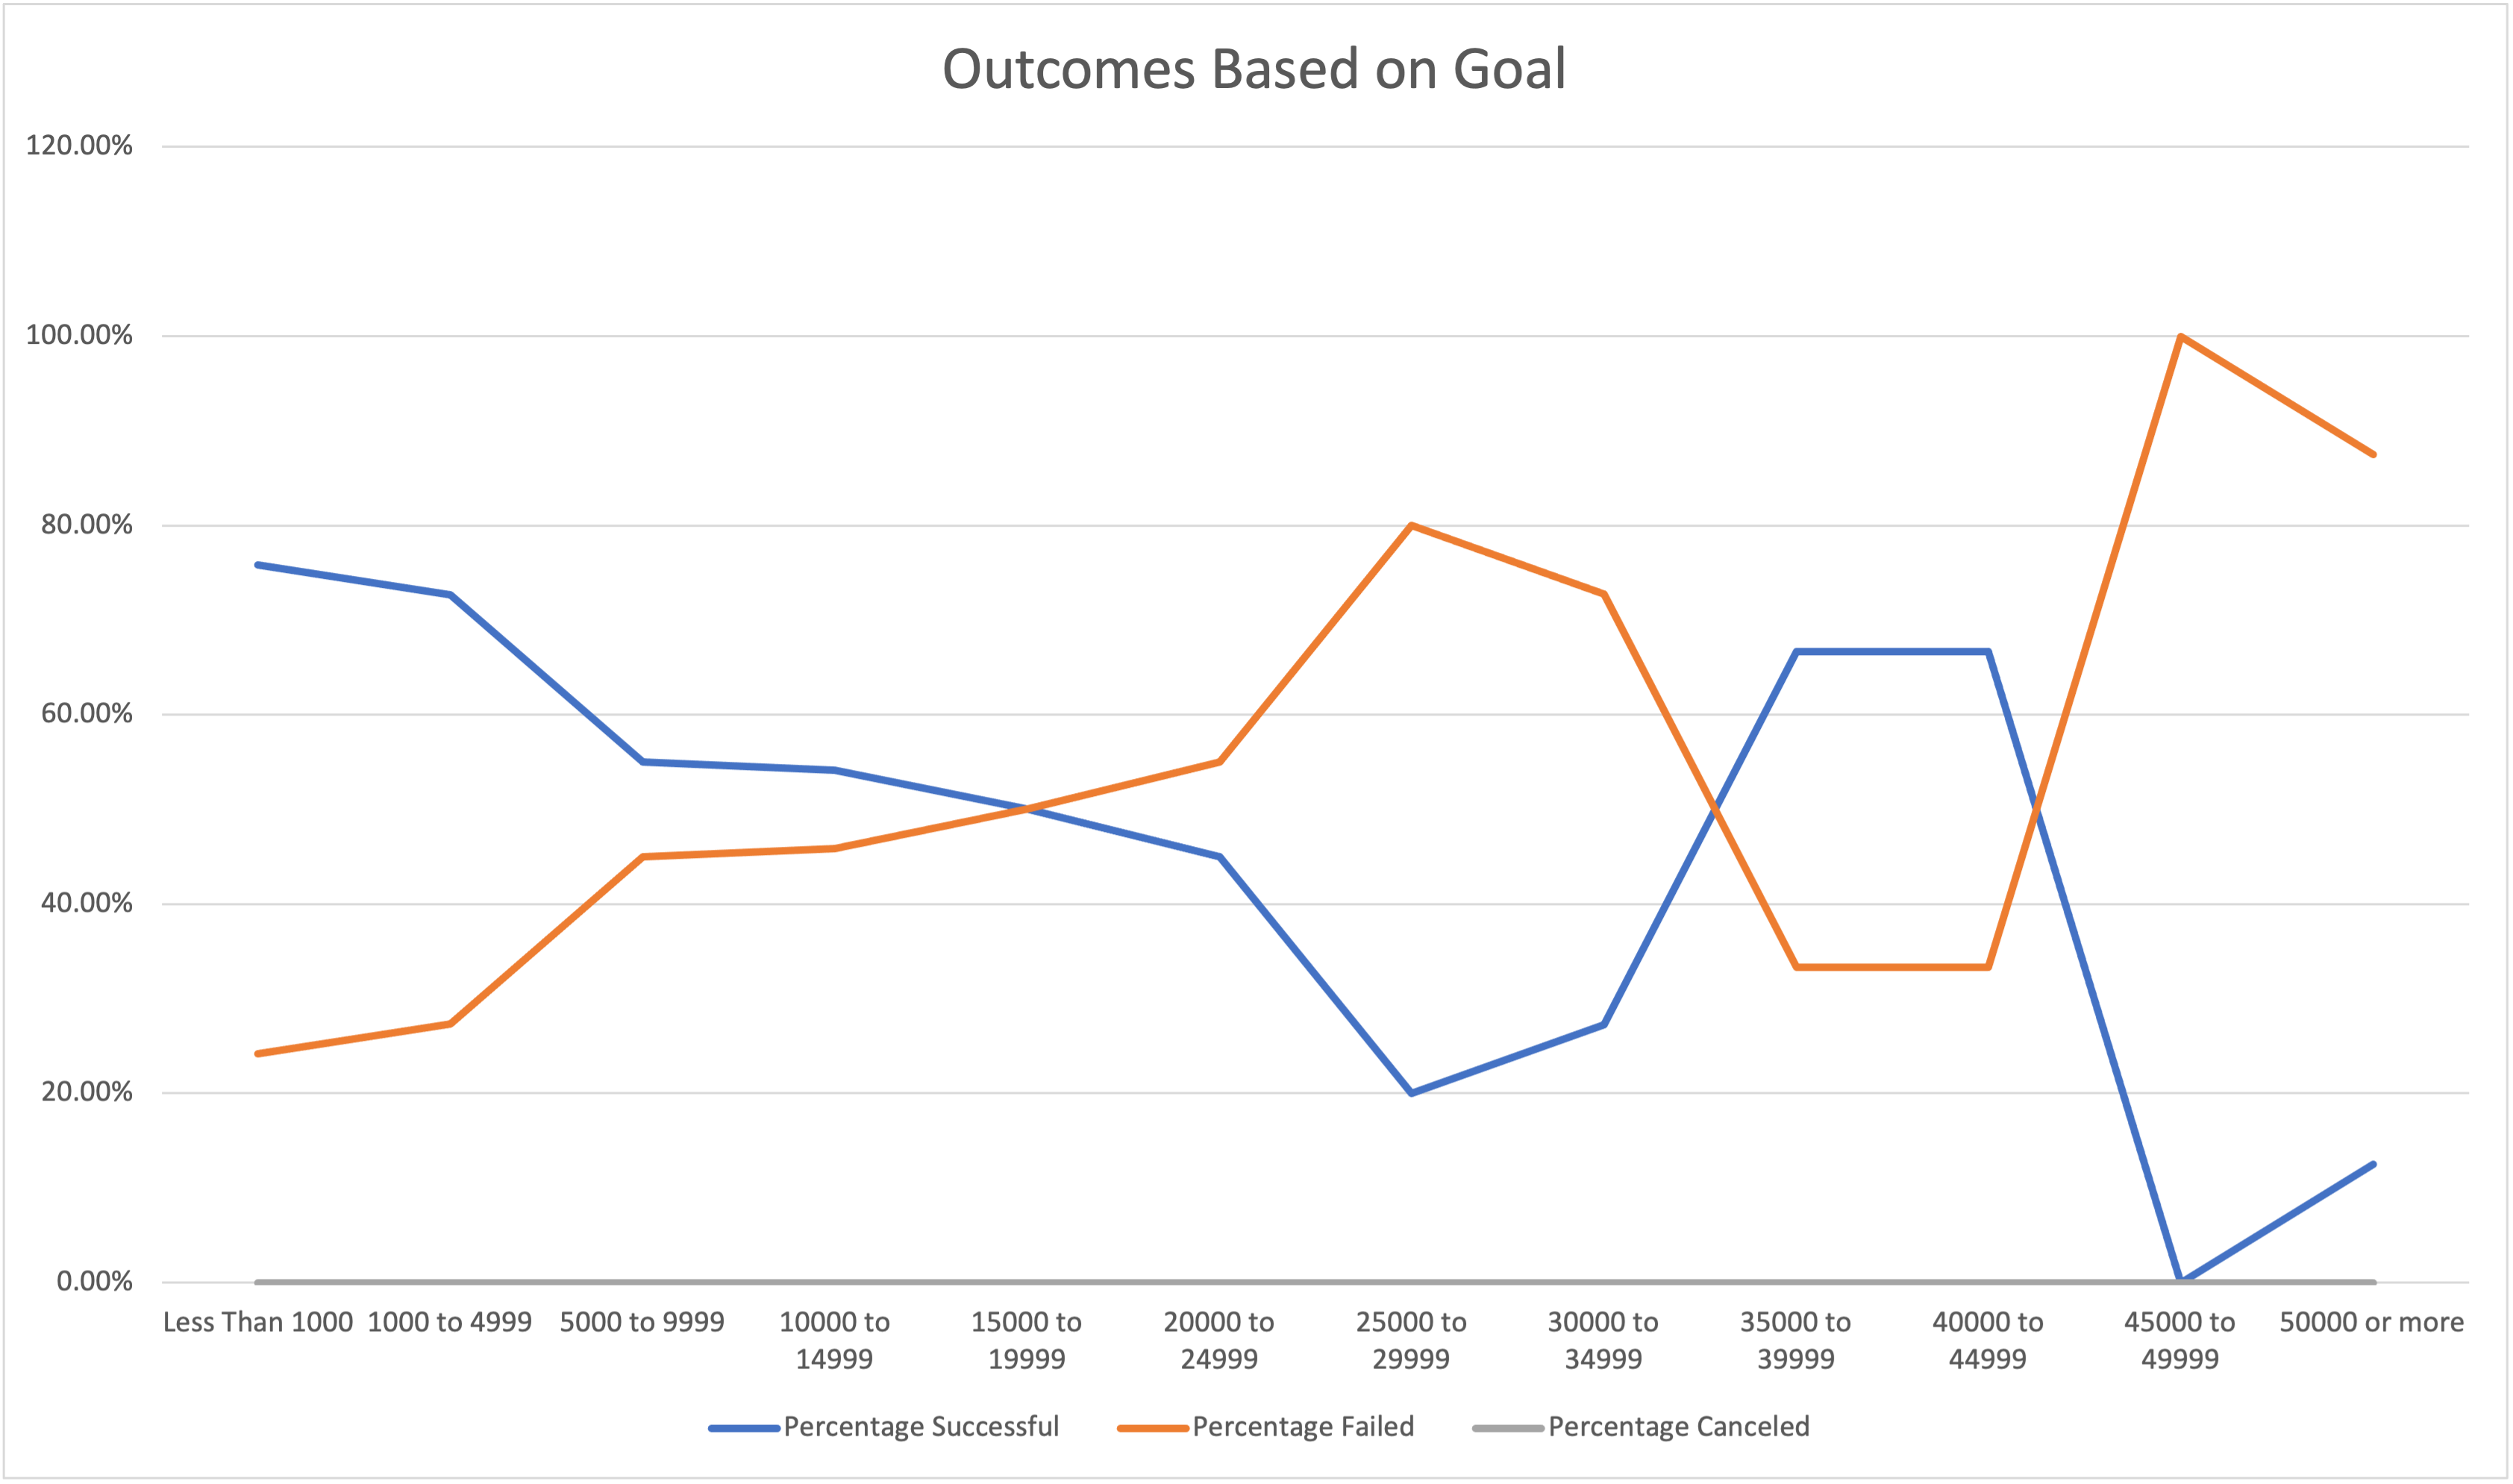 Outcomes Based on Goal
120.00%
100.00%
80.00%
60.00%
40.00%
20.00%
0.00%
Less Than 1000 1000 to 4999 5000 to 9999 10000 to 15000 to 20000 to 25000 to 30000 to 35000 to 40000 to 45000 to 50000 or more
14999 19999 24999 29999 34999 39999 44999 49999
Percentage Successful Percentage Failed Percentage Canceled